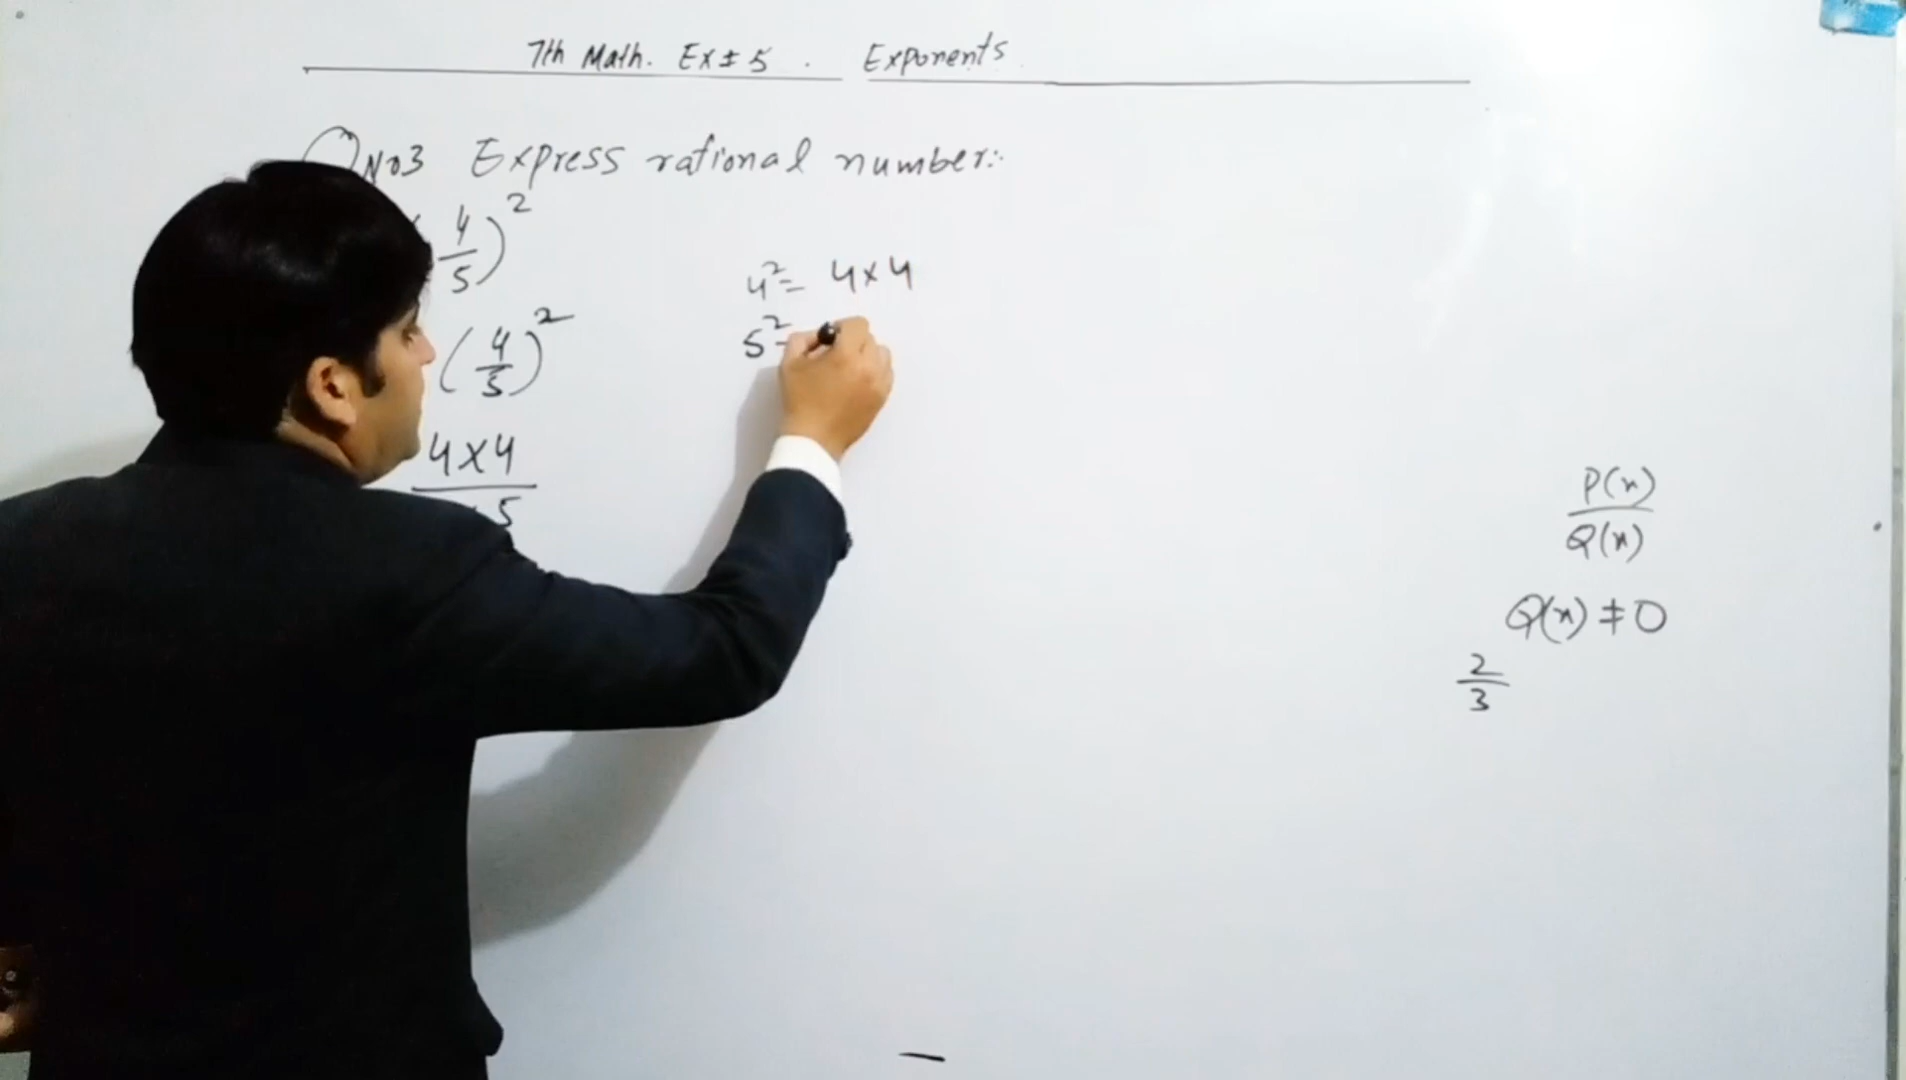 7th Math. Ex # 5 . Exponents
QNo3 Express rational number:-
(4/5)²
(4/5)²
4² = 4×4
5² =
4×4
5
P(x)
Q(x)
Q(x) ≠ 0
2/3